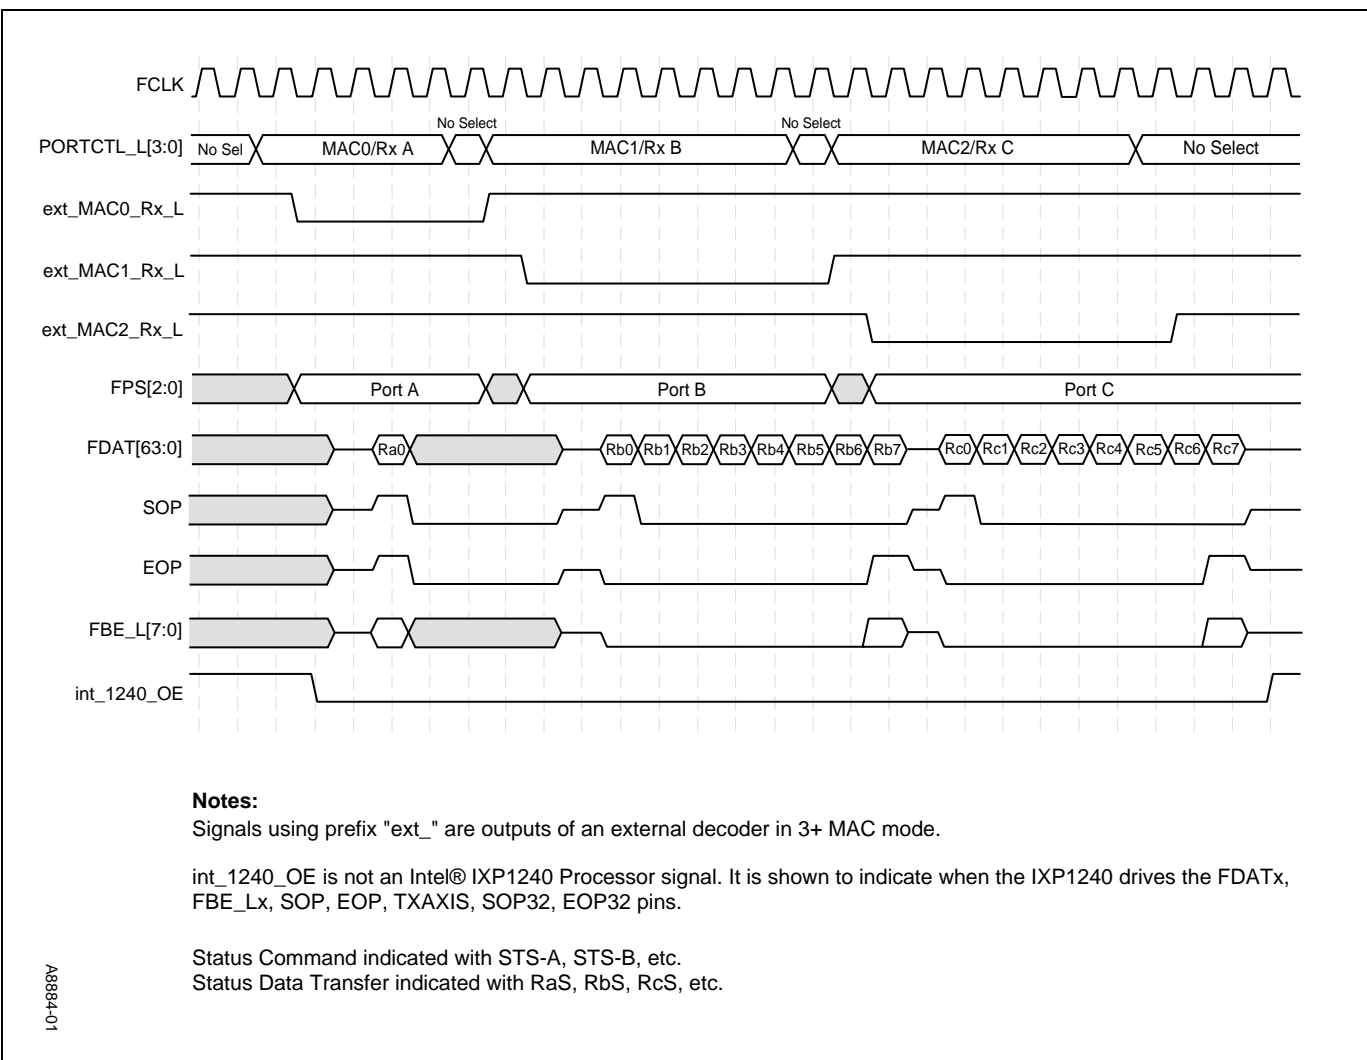 FCLK
No Select No Select
PORTCTL_L[3:0] No Sel MAC0/Rx A MAC1/Rx B MAC2/Rx C No Select
ext_MAC0_Rx_L
ext_MAC1_Rx_L
ext_MAC2_Rx_L
FPS[2:0] Port A Port B Port C
FDAT[63:0] Ra0 Rb0 Rb1 Rb2 Rb3 Rb4 Rb5 Rb6 Rb7 Rc0 Rc1 Rc2 Rc3 Rc4 Rc5 Rc6 Rc7
SOP
EOP
FBE_L[7:0]
int_1240_OE
Notes:
Signals using prefix "ext_" are outputs of an external decoder in 3+ MAC mode.
int_1240_OE is not an Intel® IXP1240 Processor signal. It is shown to indicate when the IXP1240 drives the FDATx,
FBE_Lx, SOP, EOP, TXAXIS, SOP32, EOP32 pins.
Status Command indicated with STS-A, STS-B, etc.
Status Data Transfer indicated with RaS, RbS, RcS, etc.
A8884-01